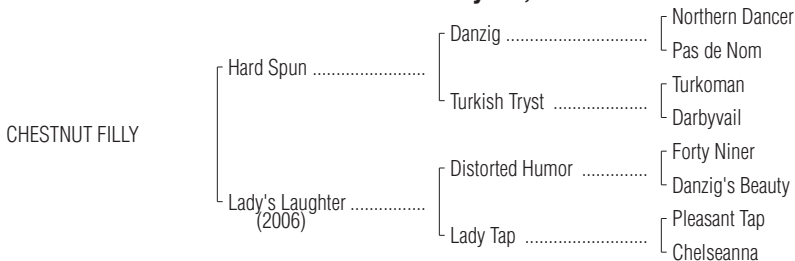 Northern Dancer
Danzig ..............................
Pas de Nom
Hard Spun ........................
Turkoman
Turkish Tryst ....................
Darbyvail
CHESTNUT FILLY
Forty Niner
Distorted Humor ..............
Danzig's Beauty
Lady's Laughter ................
(2006)
Pleasant Tap
Lady Tap ..........................
Chelseanna